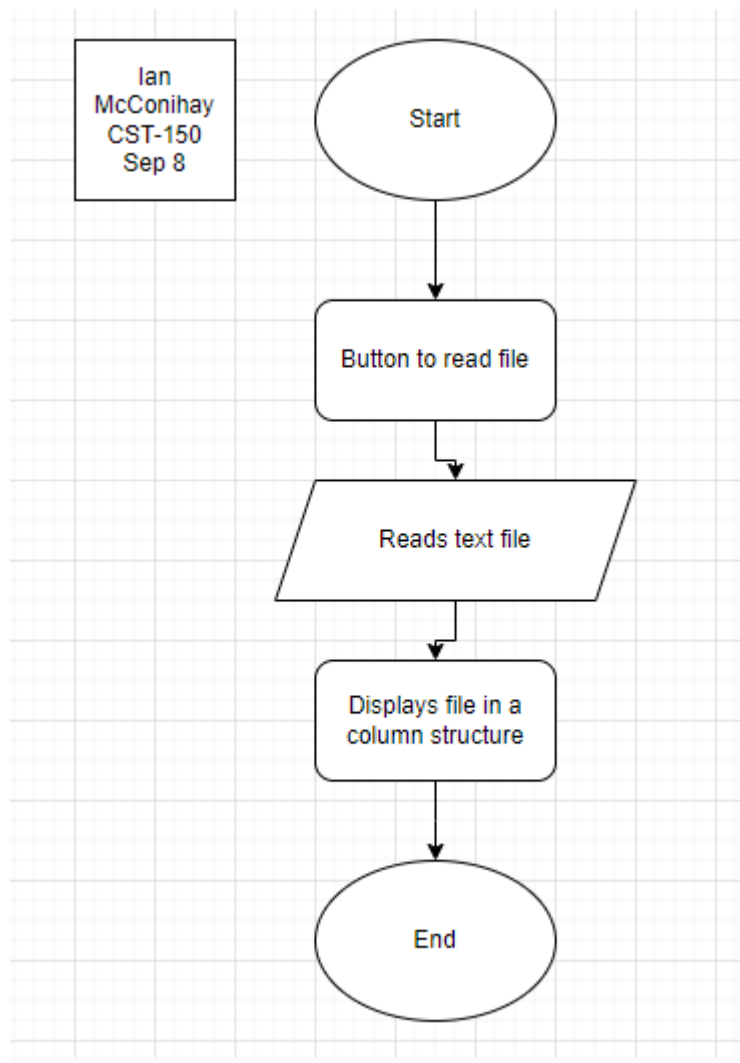 Ian
McConihay
CST-150
Sep 8
Start
Button to read file
Reads text file
Displays file in a
column structure
End